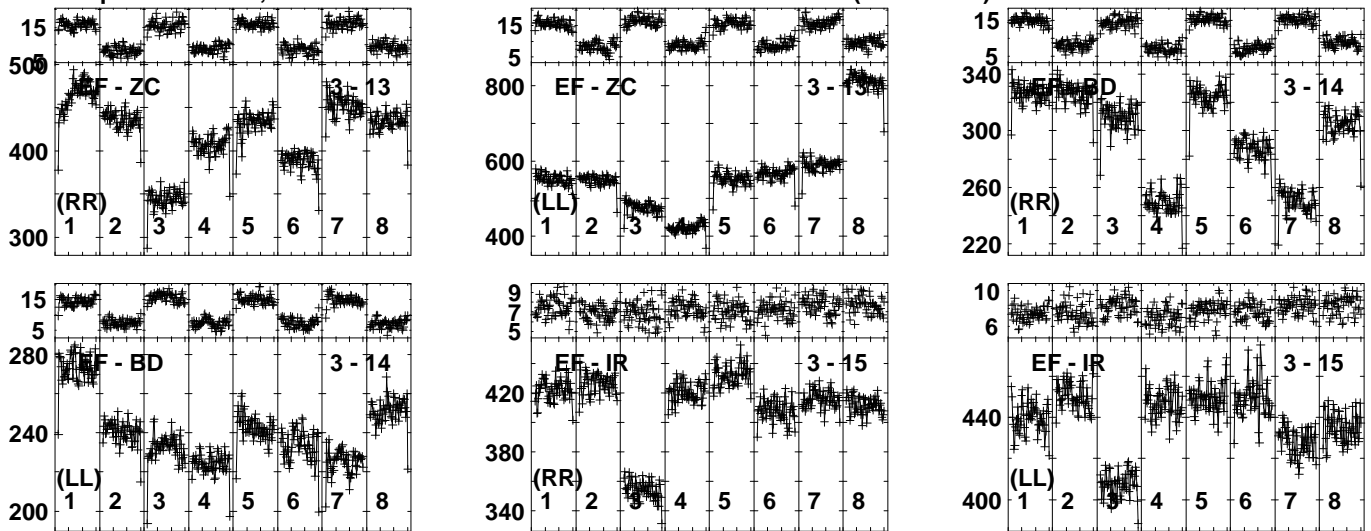 15 5 15 5 15 5
500 EF - ZC 3 - 13 800 EF - ZC 3 - 13 340 EF - BD 3 - 14
400 600 300
260
(RR) (LL) (RR)
1 2 3 4 5 6 7 8 1 2 3 4 5 6 7 8 1 2 3 4 5 6 7 8
300 400 220
15 5 9 7 5 10 6
280 EF - BD 3 - 14 EF - IR 3 - 15 EF - IR 3 - 15
420 440
240 380
(LL) (RR) (LL)
1 2 3 4 5 6 7 8 1 2 3 4 5 6 7 8 1 2 3 4 5 6 7 8
200 340 400